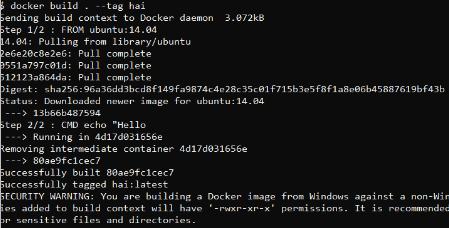 $ docker build . --tag hai
Sending build context to Docker daemon  3.072kB
Step 1/2 : FROM ubuntu:14.04
14.04: Pulling from library/ubuntu
2e6e20c8e2e6: Pull complete
0551a797c01d: Pull complete
512123a864da: Pull complete
Digest: sha256:96a36dd3bcd8f149fa9874c4e28c35c01f715b3e5f8f1a8e06b45887619bf43b
Status: Downloaded newer image for ubuntu:14.04
 ---> 13b66b487594
Step 2/2 : CMD echo "Hello
 ---> Running in 4d17d031656e
Removing intermediate container 4d17d031656e
 ---> 80ae9fc1cec7
Successfully built 80ae9fc1cec7
Successfully tagged hai:latest
SECURITY WARNING: You are building a Docker image from Windows against a non-Win
ies added to build context will have '-rwxr-xr-x' permissions. It is recommended
or sensitive files and directories.